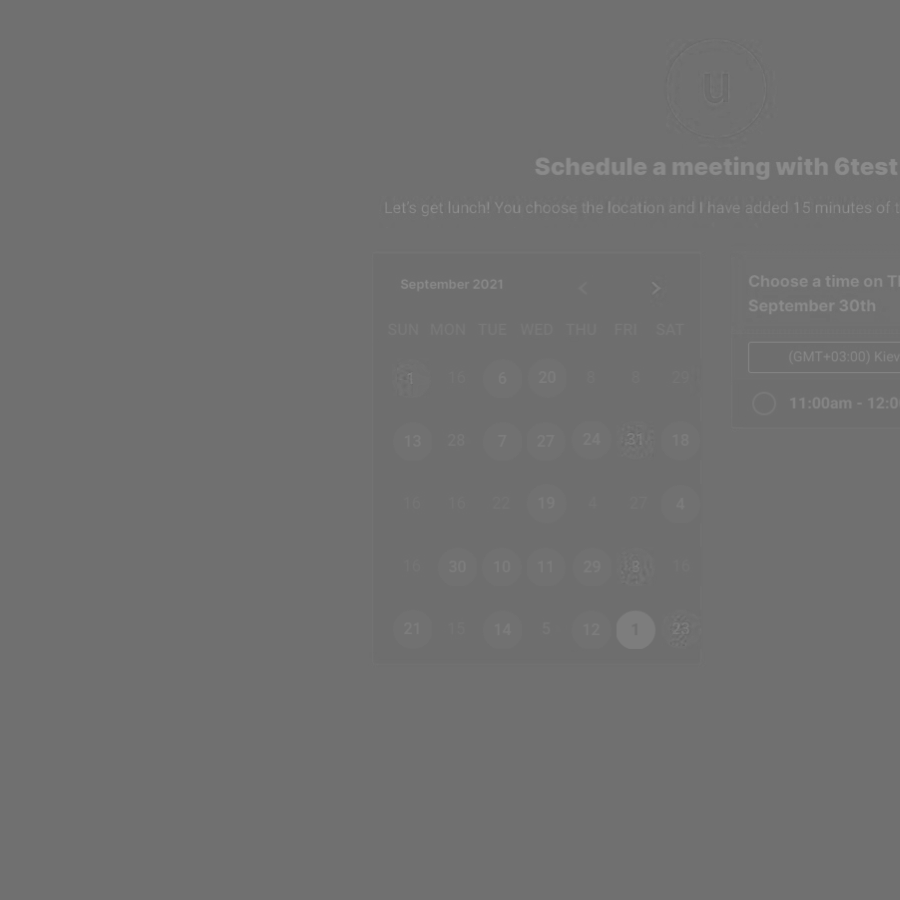 u
Schedule a meeting with 6test
Let's get lunch! You choose the location and I have added 15 minutes of
September 2021
SUN MON TUE WED THU FRI SAT
1 16 6 20 8 8 29
13 28 7 27 24 31 18
16 16 22 19 4 27 4
16 30 10 11 29 3 16
21 15 14 5 12 1 23
Choose a time on
September 30th
(GMT+03:00) Kiev
11:00am - 12:0